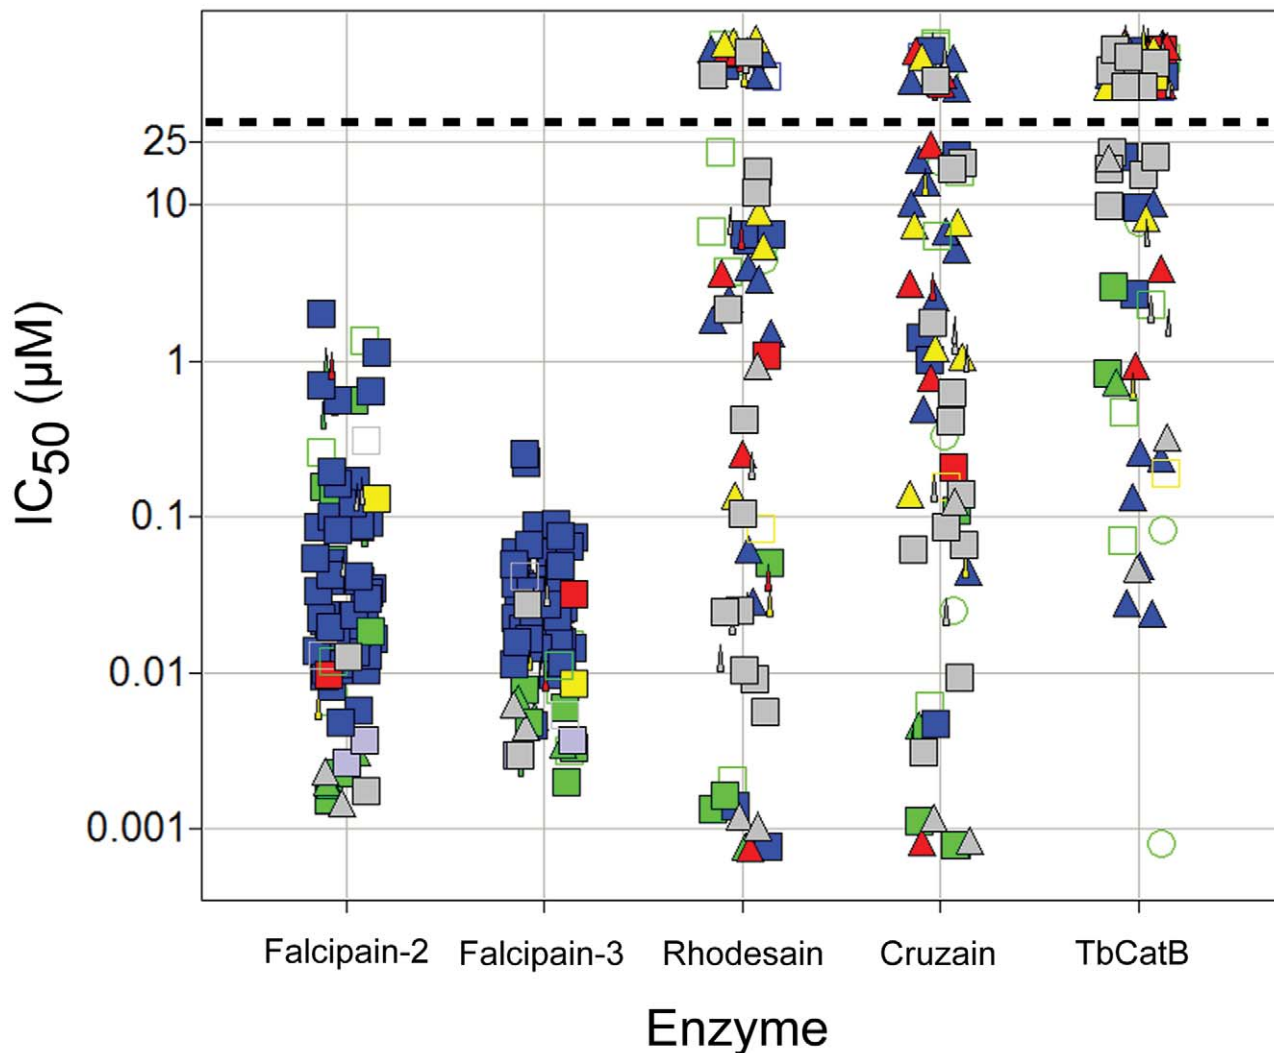 IC50 (µM)
25
10
1
0.1
0.01
0.001
Falcipain-2
Falcipain-3
Rhodesain
Cruzain
TbCatB
Enzyme